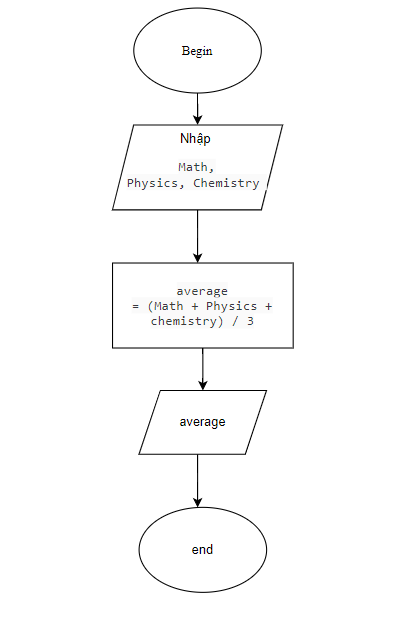 Begin
Nhập
Math,
Physics, Chemistry
average
= (Math + Physics +
chemistry) / 3
average
end